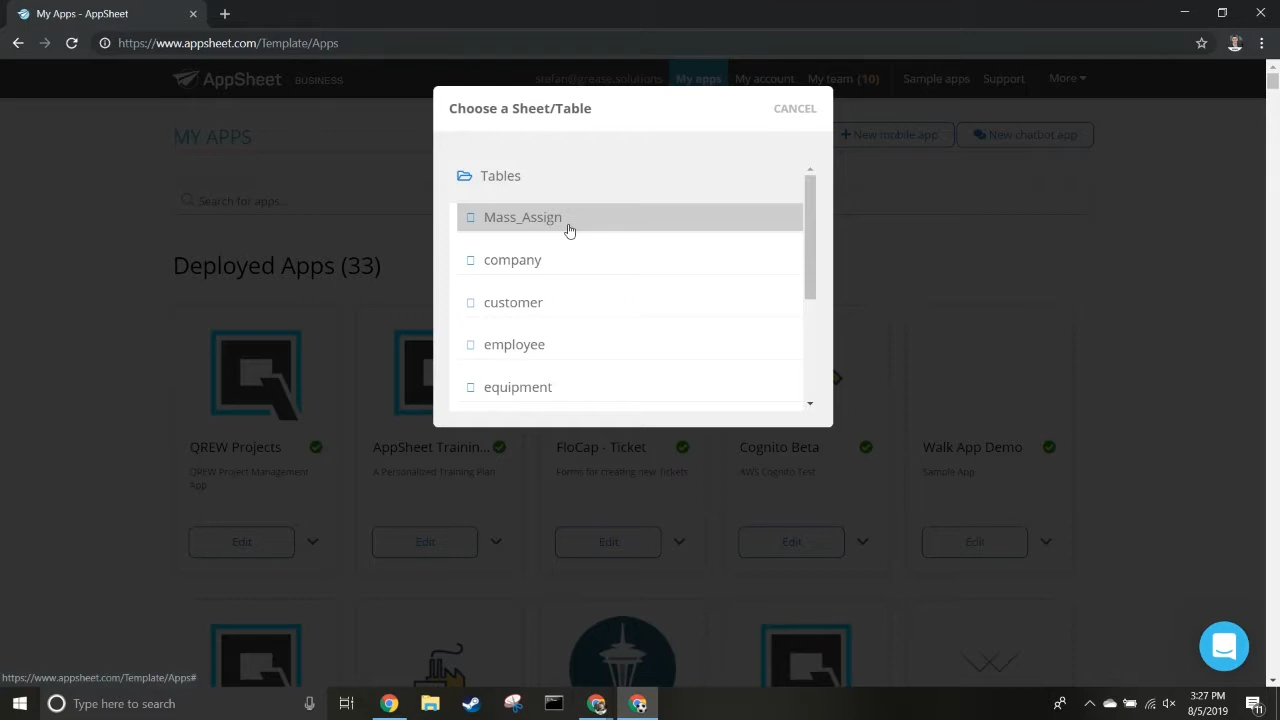 My Apps - AppSheet
https://www.appsheet.com/Template/Apps
AppSheet BUSINESS
stefan@grease.solutions My apps My account My team (10) Sample apps Support More
Choose a Sheet/Table CANCEL
MY APPS
New mobile app New chatbot app
Search for apps...
Tables
Mass_Assign
company
customer
employee
equipment
Deployed Apps (33)
QREW Projects
QREW Project Management
App
Edit
AppSheet Trainin...
A Personalized Training Plan
Edit
FloCap - Ticket
Forms for creating new Tickets
Edit
Cognito Beta
AWS Cognito Test
Edit
Walk App Demo
Sample App
Edit
https://www.appsheet.com/Template/Apps#
Type here to search
3:27 PM
8/5/2019